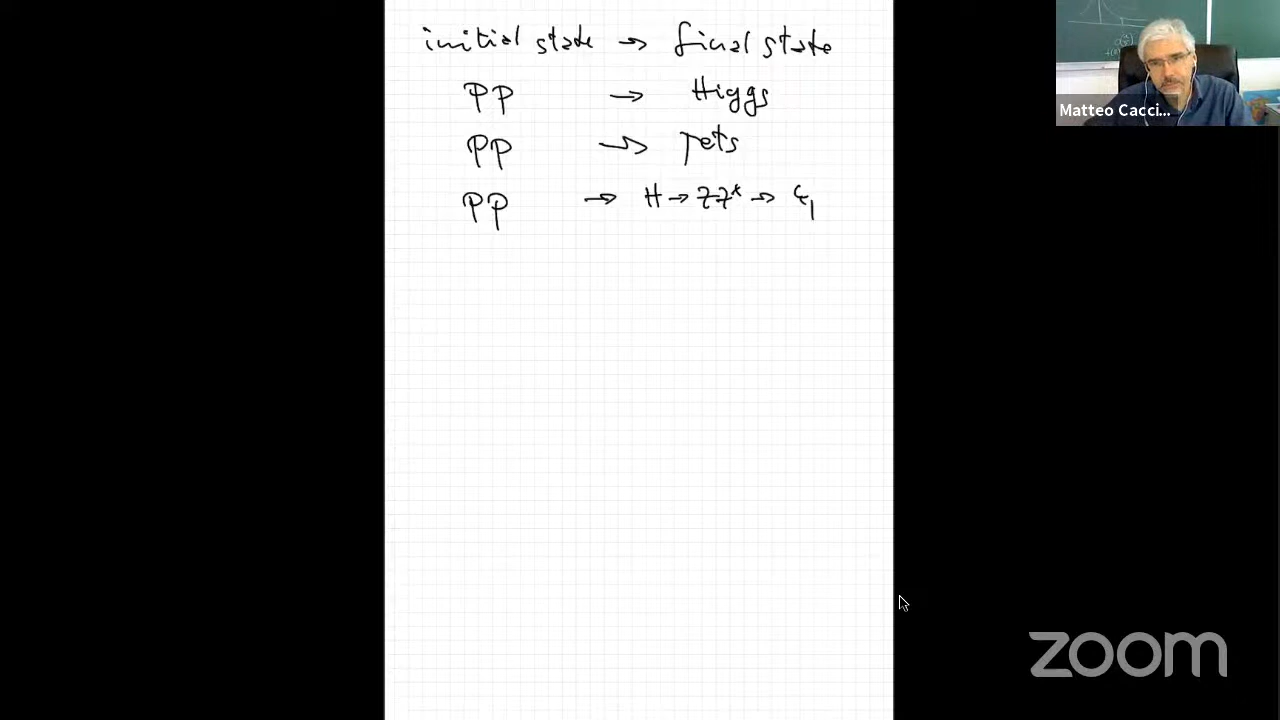 initial state → final state
PP → Higgs
PP → jets
PP → H → ZZ* →
Matteo Cacci...
zoom